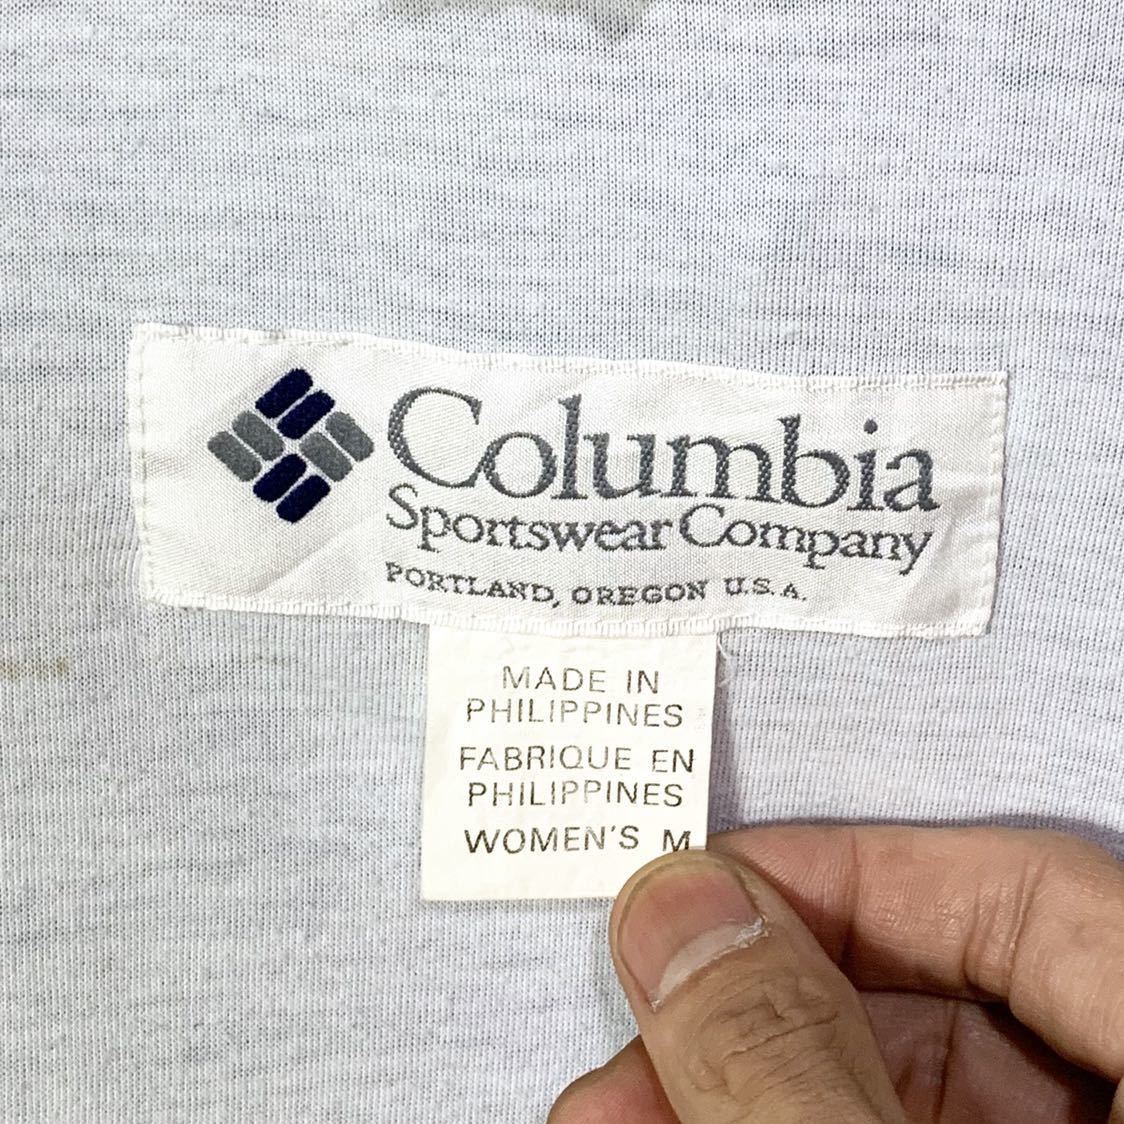 Columbia
Sportswear Company
PORTLAND, OREGON U.S.A.
MADE IN
PHILIPPINES
FABRIQUE EN
PHILIPPINES
WOMEN'S M